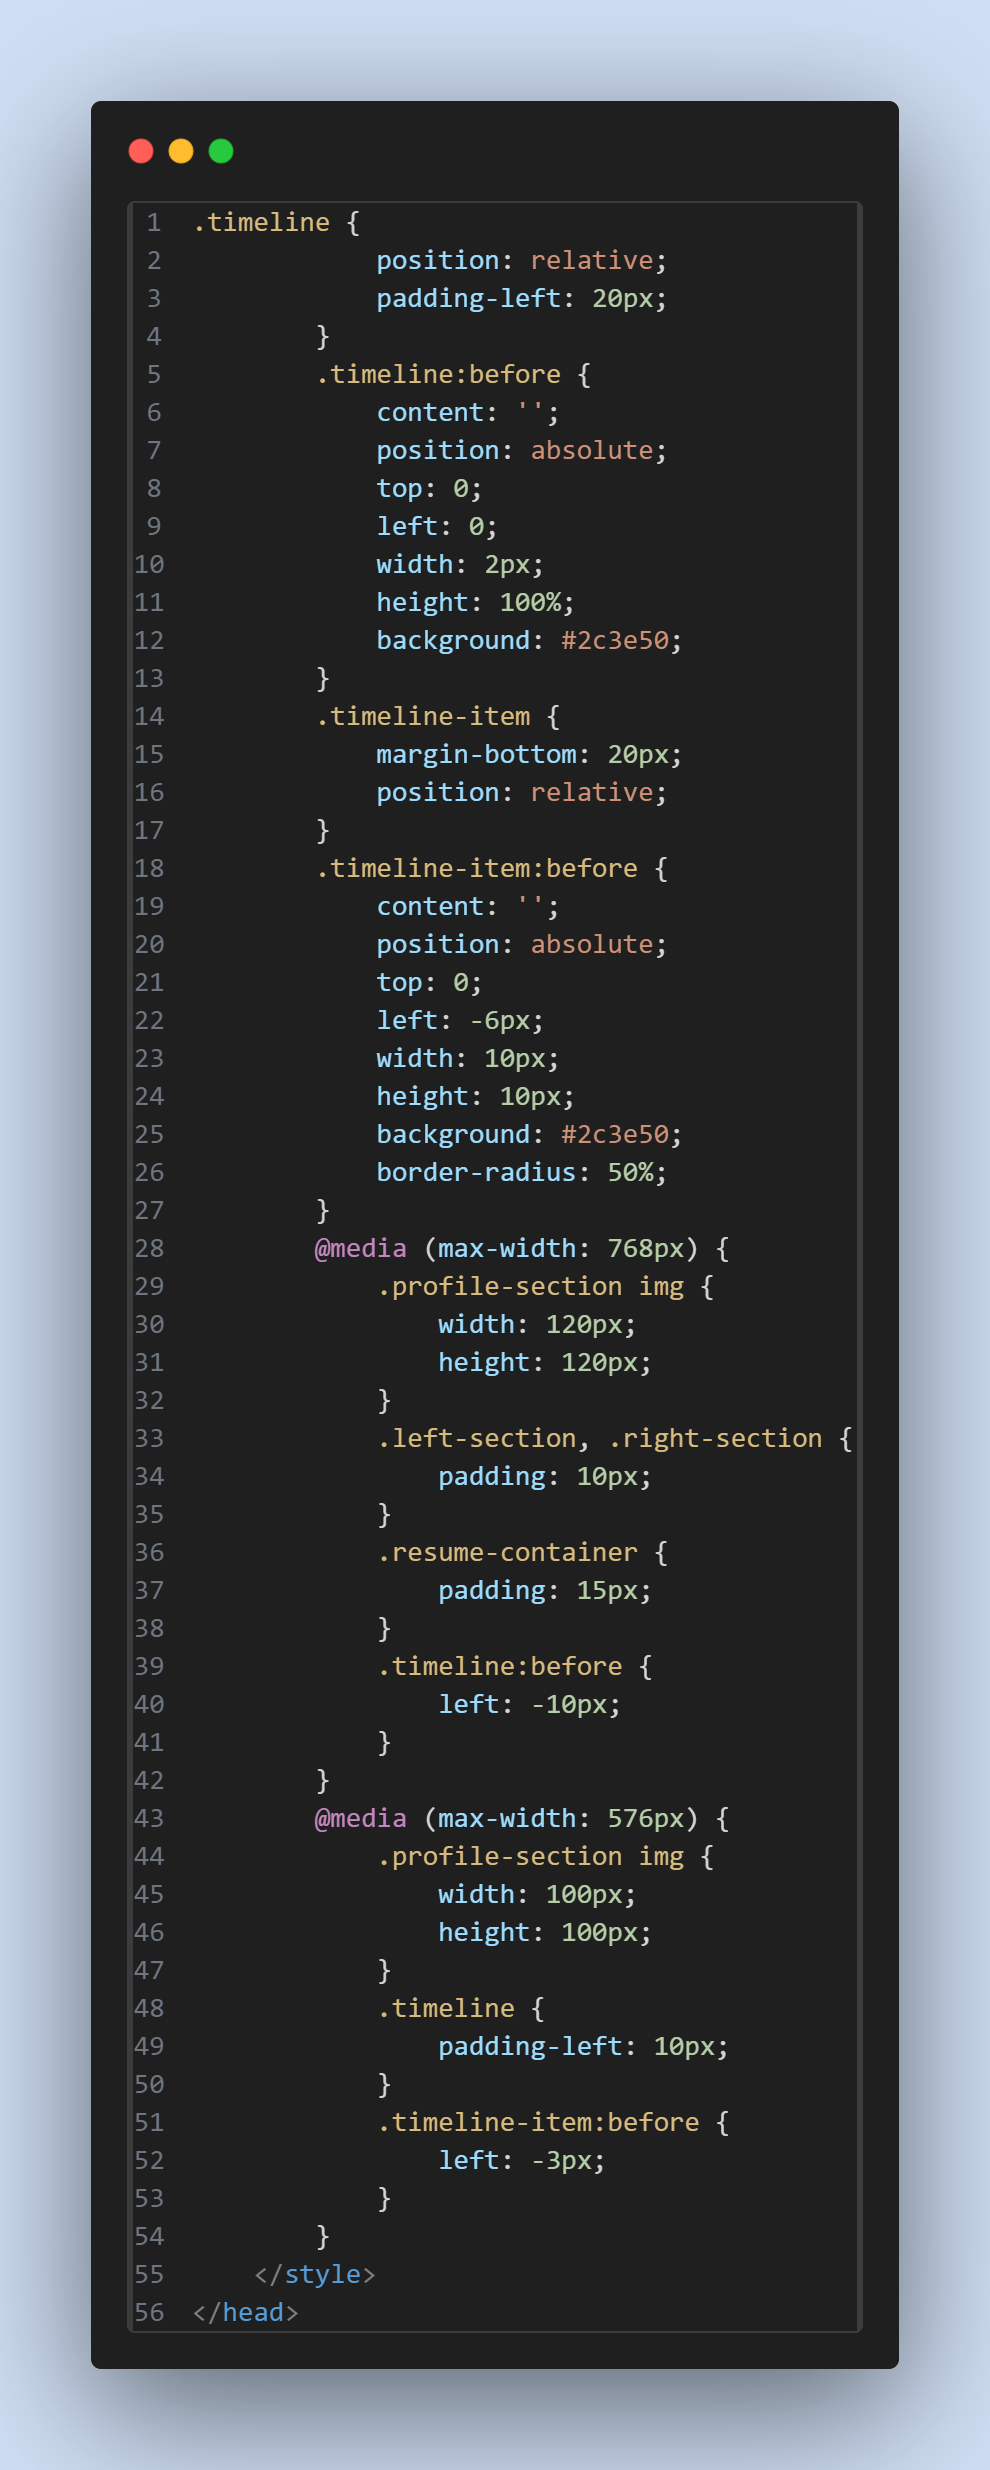 1 .timeline {
2 position: relative;
3 padding-left: 20px;
4 }
5 .timeline:before {
6 content: '';
7 position: absolute;
8 top: 0;
9 left: 0;
10 width: 2px;
11 height: 100%;
12 background: #2c3e50;
13 }
14 .timeline-item {
15 margin-bottom: 20px;
16 position: relative;
17 }
18 .timeline-item:before {
19 content: '';
20 position: absolute;
21 top: 0;
22 left: -6px;
23 width: 10px;
24 height: 10px;
25 background: #2c3e50;
26 border-radius: 50%;
27 }
28 @media (max-width: 768px) {
29 .profile-section img {
30 width: 120px;
31 height: 120px;
32 }
33 .left-section, .right-section {
34 padding: 10px;
35 }
36 .resume-container {
37 padding: 15px;
38 }
39 .timeline:before {
40 left: -10px;
41 }
42 }
43 @media (max-width: 576px) {
44 .profile-section img {
45 width: 100px;
46 height: 100px;
47 }
48 .timeline {
49 padding-left: 10px;
50 }
51 .timeline-item:before {
52 left: -3px;
53 }
54 }
55 </style>
56 </head>